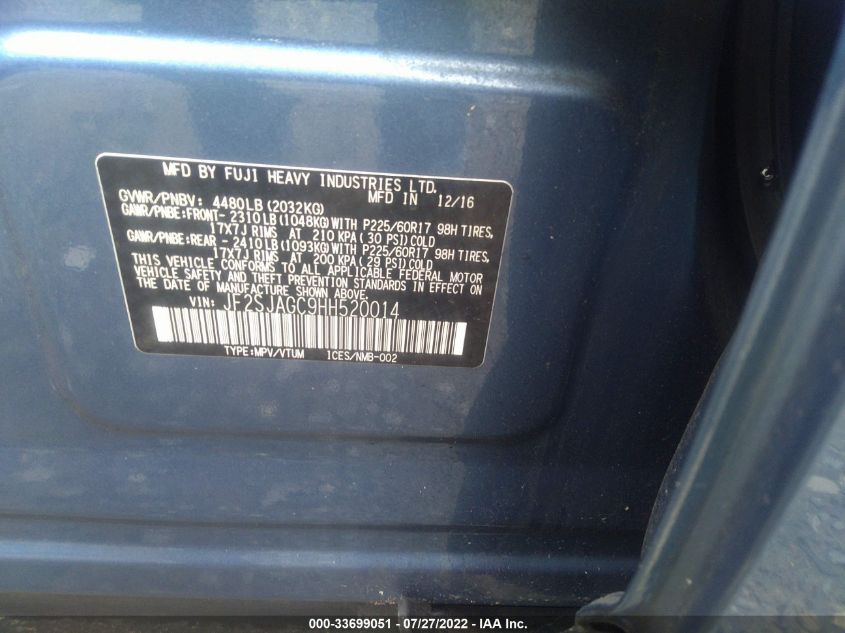 MFD BY FUJI HEAVY INDUSTRIES LTD.
GVWR/PNBV: 4480LB(2032KG) MFD IN 12/16
GAWR/PNBE:FRONT- 2310LB(1048KG)WITH P225/60R17 98H TIRES,
17X7J RIMS AT 210 KPA(30 PSI)COLD
GAWR/PNBE:REAR - 2410LB(1093KG)WITH P225/60R17 98H TIRES,
17X7J RIMS AT 200 KPA(29 PSI)COLD
THIS VEHICLE CONFORMS TO ALL APPLICABLE FEDERAL MOTOR
VEHICLE SAFETY AND THEFT PREVENTION STANDARDS IN EFFECT ON
THE DATE OF MANUFACTURE SHOWN ABOVE.
VIN: JF2SJAGC9HH520014
TYPE:MPV/VTUM ICES/NMB-002
000-33699051 - 07/27/2022 - IAA Inc.